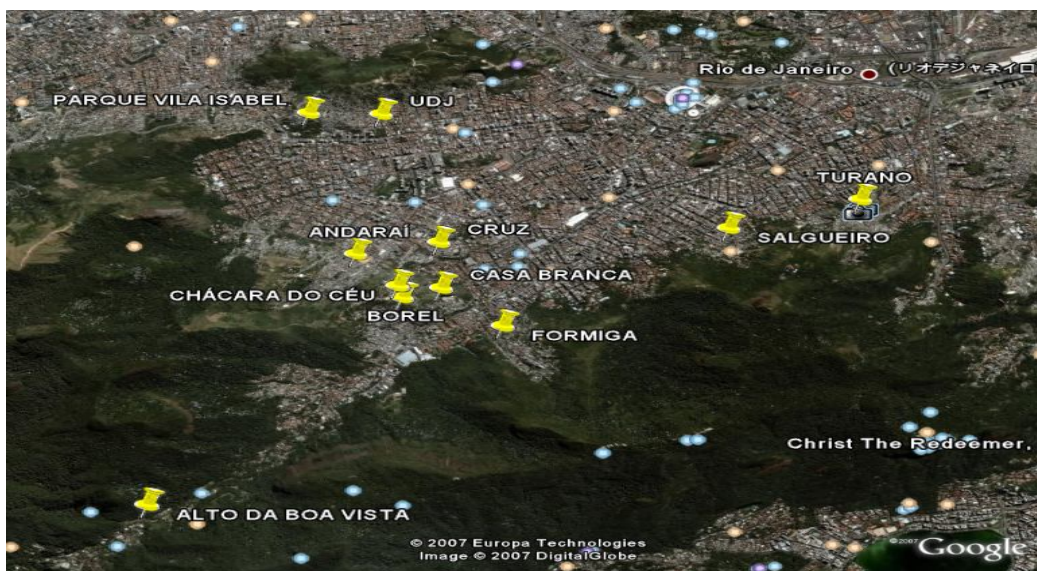 Rio de Janeiro (リオデジャネイロ
PARQUE VILA ISABEL
UDJ
TURANO
ANDARAÍ
CRUZ
SALGUEIRO
CASA BRANCA
CHÁCARA DO CÉU
BOREL
FORMIGA
Christ The Redeemer,
ALTO DA BOA VISTA
© 2007 Europa Technologies
Image © 2007 DigitalGlobe
©2007 Google